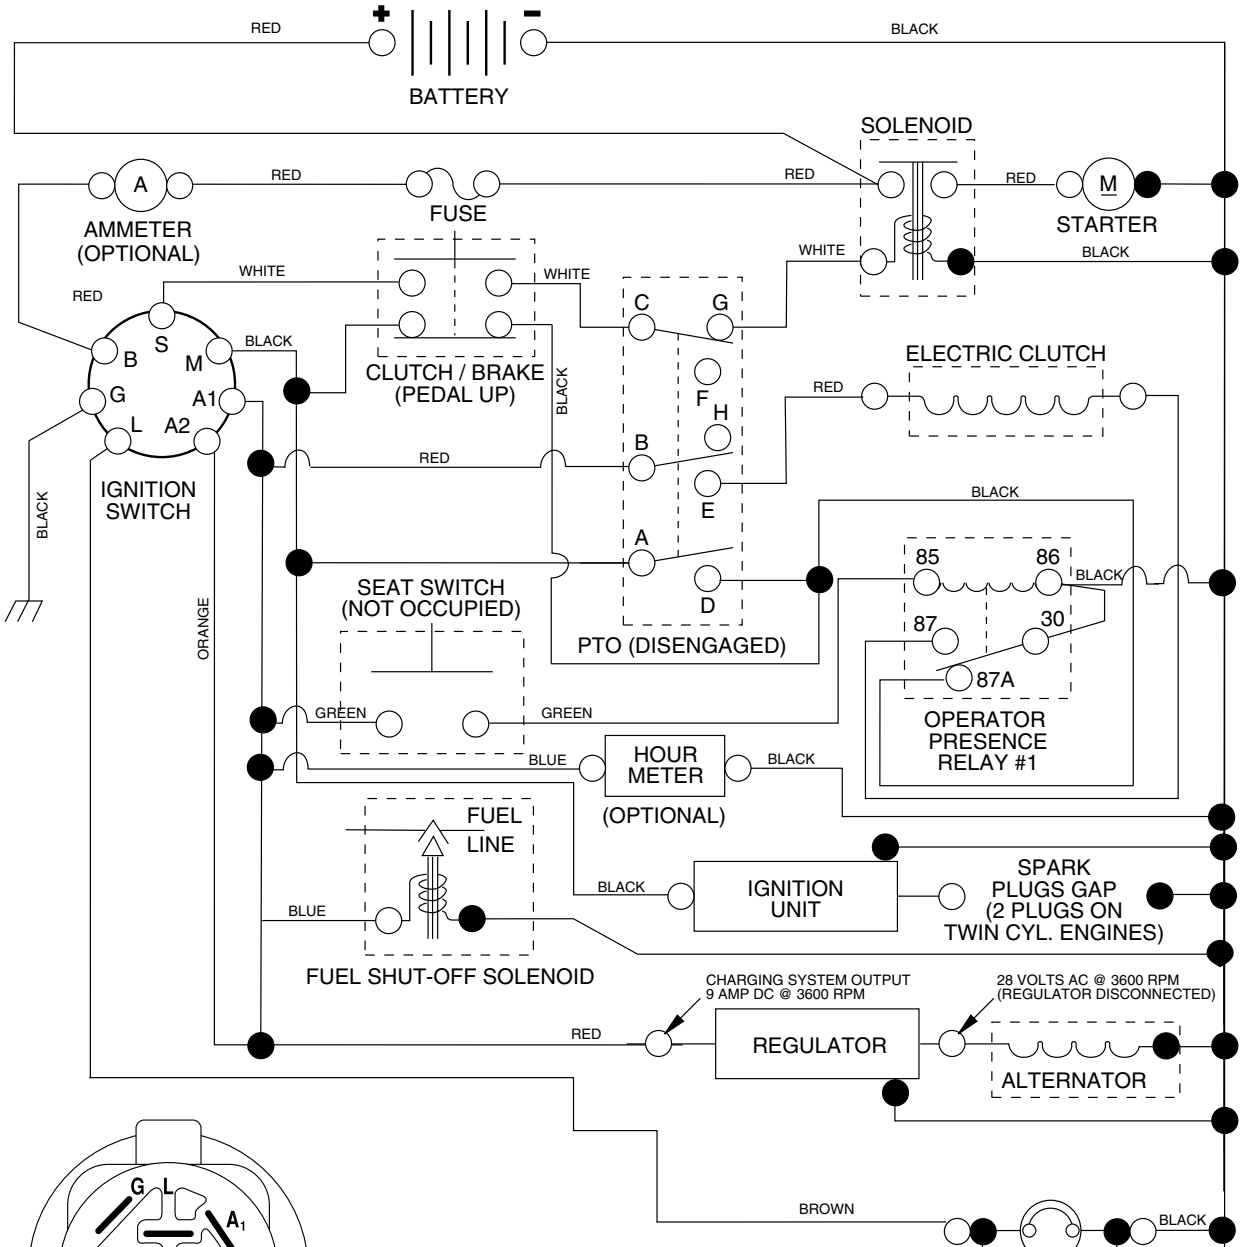 + -
RED
BLACK
BATTERY
SOLENOID
A
RED
RED
RED
M
AMMETER
(OPTIONAL)
FUSE
STARTER
WHITE
WHITE
WHITE
BLACK
RED
C G
S
B M
BLACK
G A1
L A2
CLUTCH / BRAKE
(PEDAL UP)
BLACK
F
H
ELECTRIC CLUTCH
RED
B
RED
E
IGNITION
SWITCH
BLACK
BLACK
A
D
85 86
BLACK
SEAT SWITCH
(NOT OCCUPIED)
ORANGE
87 30
87A
PTO (DISENGAGED)
GREEN
GREEN
OPERATOR
PRESENCE
RELAY #1
BLUE
HOUR
METER
BLACK
(OPTIONAL)
FUEL
LINE
BLUE
BLACK
IGNITION
UNIT
SPARK
PLUGS GAP
(2 PLUGS ON
TWIN CYL. ENGINES)
FUEL SHUT-OFF SOLENOID
CHARGING SYSTEM OUTPUT
9 AMP DC @ 3600 RPM
28 VOLTS AC @ 3600 RPM
(REGULATOR DISCONNECTED)
RED
REGULATOR
ALTERNATOR
G L
A1
BROWN
BLACK